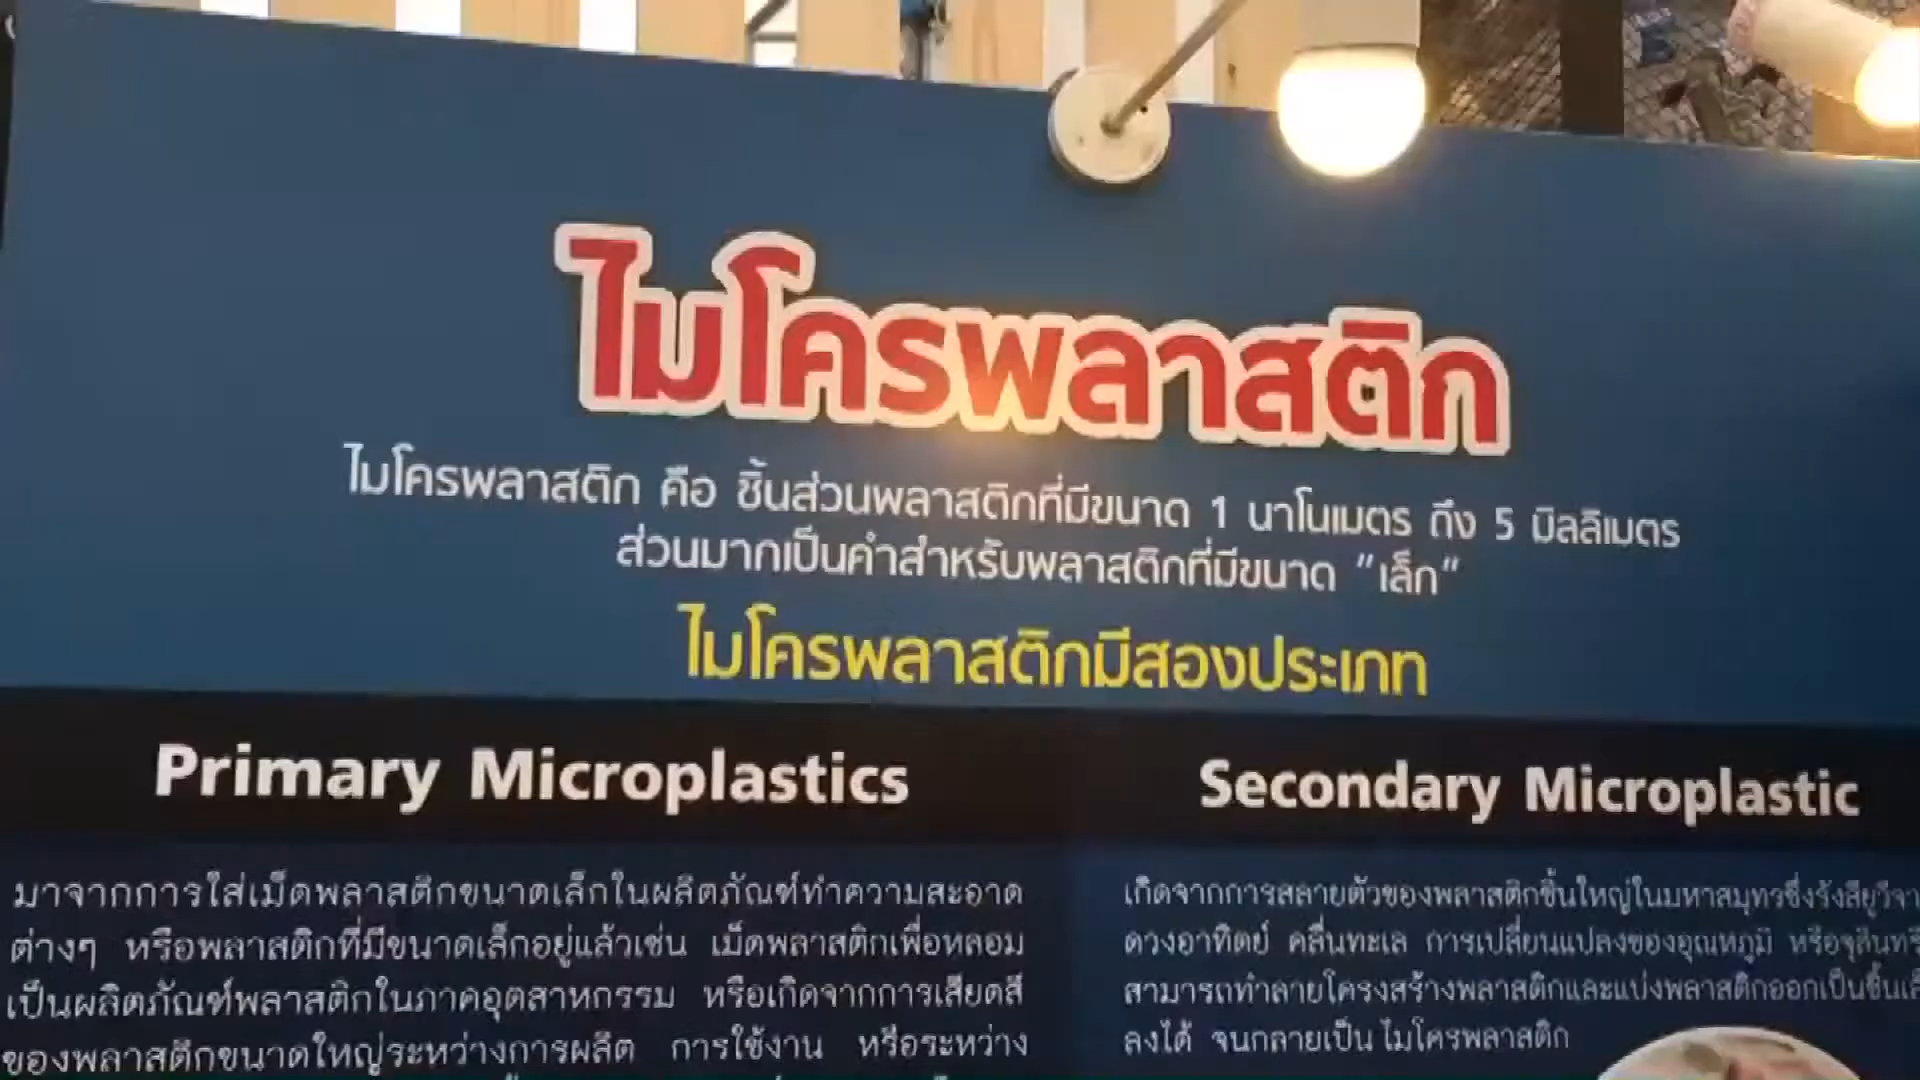 ไมโครพลาสติก
ไมโครพลาสติก คือ ชิ้นส่วนพลาสติกที่มีขนาด 1 นาโนเมตร ถึง 5 มิลลิเมตร
ส่วนมากเป็นคำสำหรับพลาสติกที่มีขนาด "เล็ก"
ไมโครพลาสติกมีสองประเภท
Primary Microplastics
มาจากการใส่เม็ดพลาสติกขนาดเล็กในผลิตภัณฑ์ทำความสะอาด
ต่างๆ หรือพลาสติกที่มีขนาดเล็กอยู่แล้วเช่น เม็ดพลาสติกเพื่อหลอม
เป็นผลิตภัณฑ์พลาสติกในภาคอุตสาหกรรม หรือเกิดจากการเสียดสี
ของพลาสติกขนาดใหญ่ระหว่างการผลิต การใช้งาน หรือระหว่าง
Secondary Microplastic
เกิดจากการสลายตัวของพลาสติกชิ้นใหญ่ในมหาสมุทรซึ่งรังสียูวีจา
ดวงอาทิตย์ คลื่นทะเล การเปลี่ยนแปลงของอุณหภูมิ หรือจุลินทรี
สามารถทำลายโครงสร้างพลาสติกและแบ่งพลาสติกออกเป็นชิ้นเล็
ลงได้ จนกลายเป็น ไมโครพลาสติก